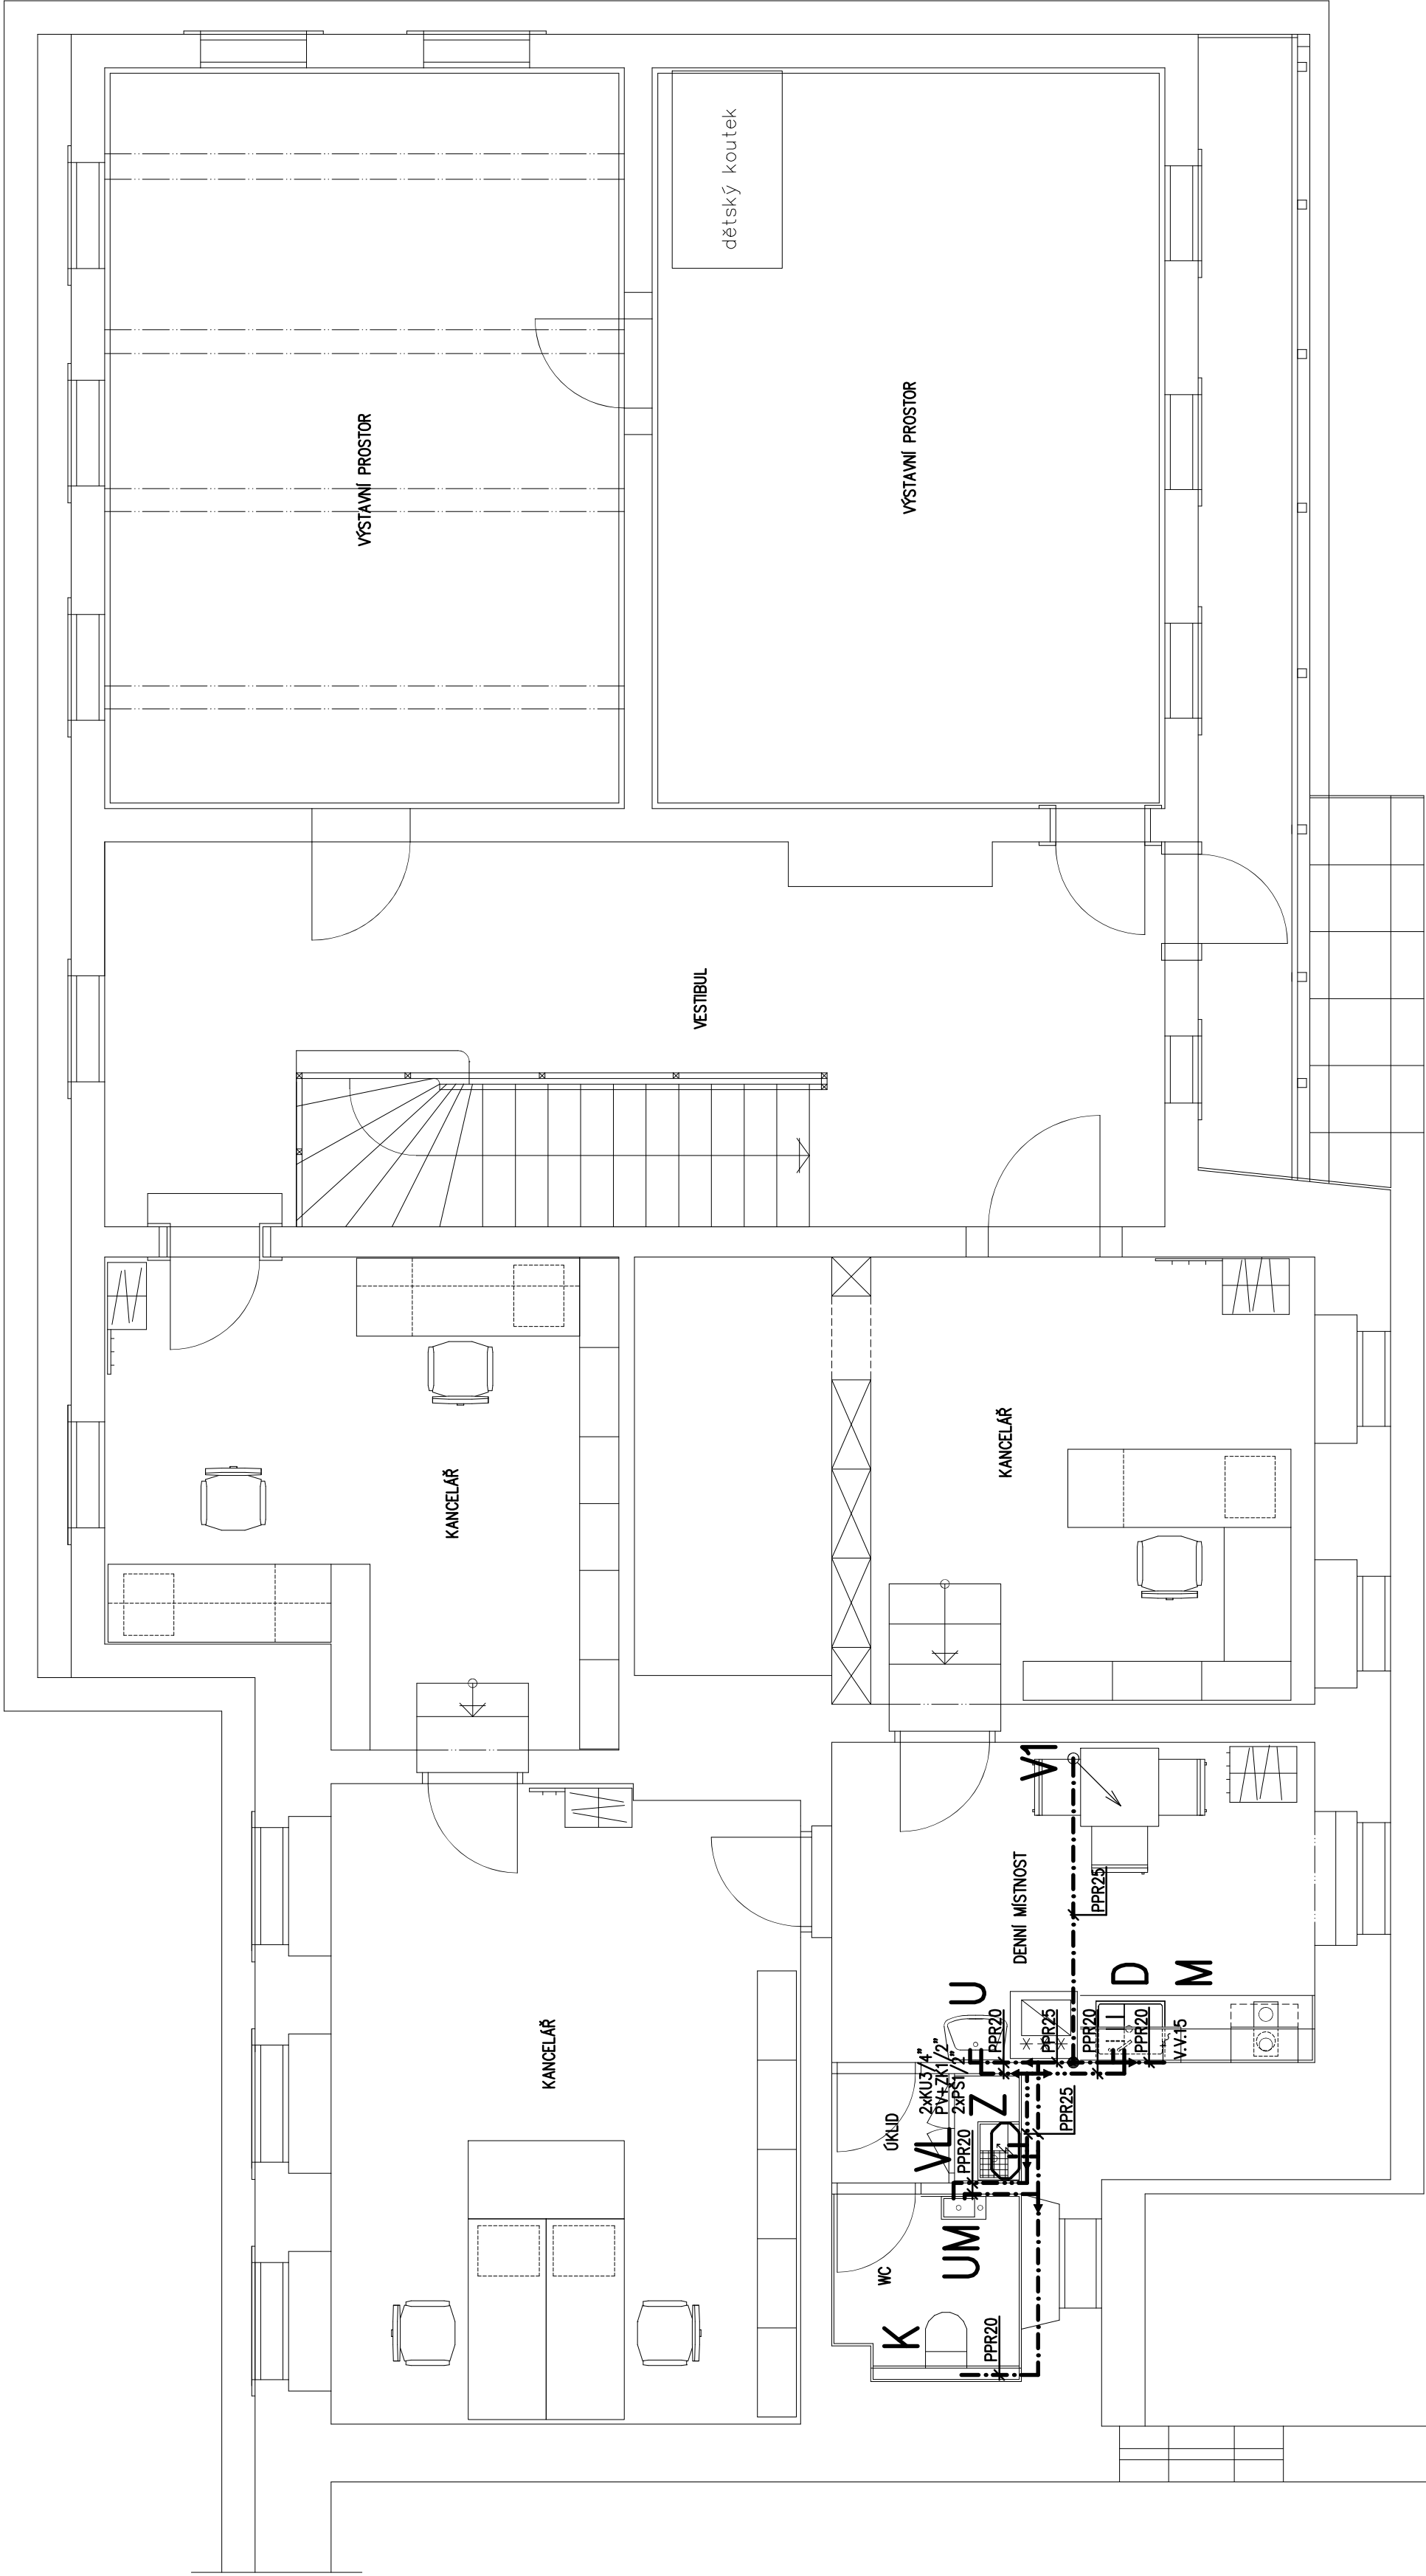 dětský koutek
VÝSTAVNÍ PROSTOR
VÝSTAVNÍ PROSTOR
VESTIBUL
KANCELÁŘ
KANCELÁŘ
KANCELÁŘ
V1
DENNÍ MÍSTNOST
PPR25
U
D
M
PPR20
PPR25
PPR20
PPR20
V.V.15
2xKU3/4"
PV+ZK1/2"
2xPS1/2"
ÚKLID
Z
VL
PPR20
PPR25
WC
UM
K
PPR20